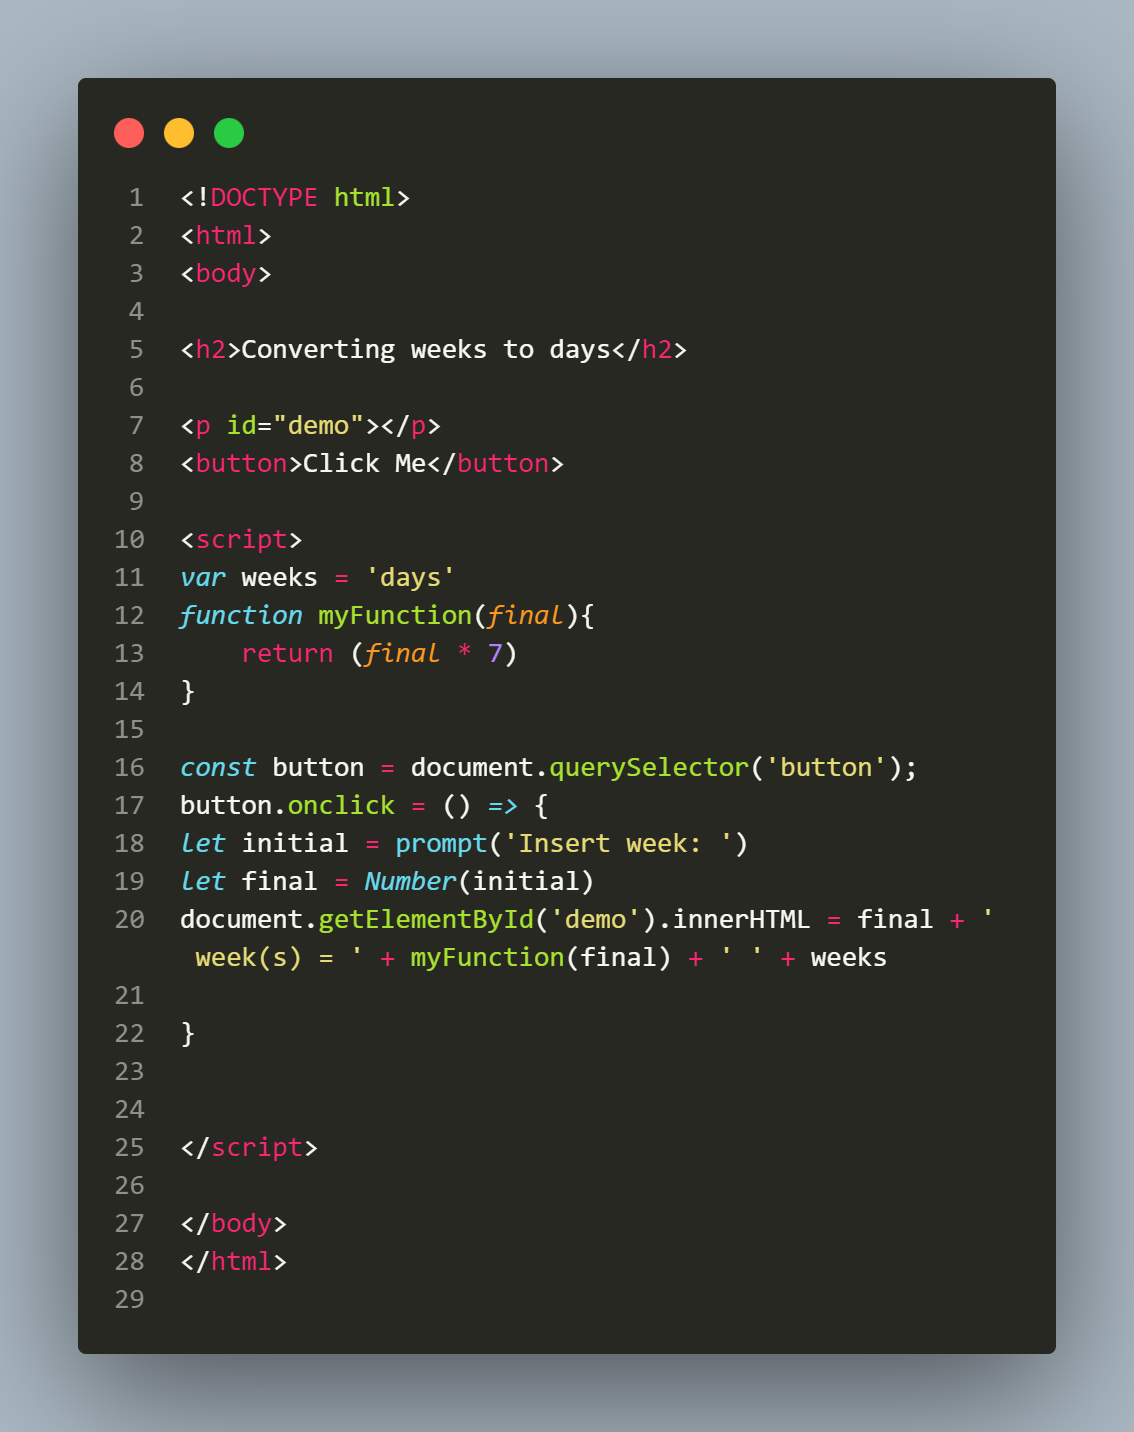 1 <!DOCTYPE html>
2 <html>
3 <body>
4
5 <h2>Converting weeks to days</h2>
6
7 <p id="demo"></p>
8 <button>Click Me</button>
9
10 <script>
11 var weeks = 'days'
12 function myFunction(final){
13     return (final * 7)
14 }
15
16 const button = document.querySelector('button');
17 button.onclick = () => {
18 let initial = prompt('Insert week: ')
19 let final = Number(initial)
20 document.getElementById('demo').innerHTML = final + '
 week(s) = ' + myFunction(final) + ' ' + weeks
21
22 }
23
24
25 </script>
26
27 </body>
28 </html>
29